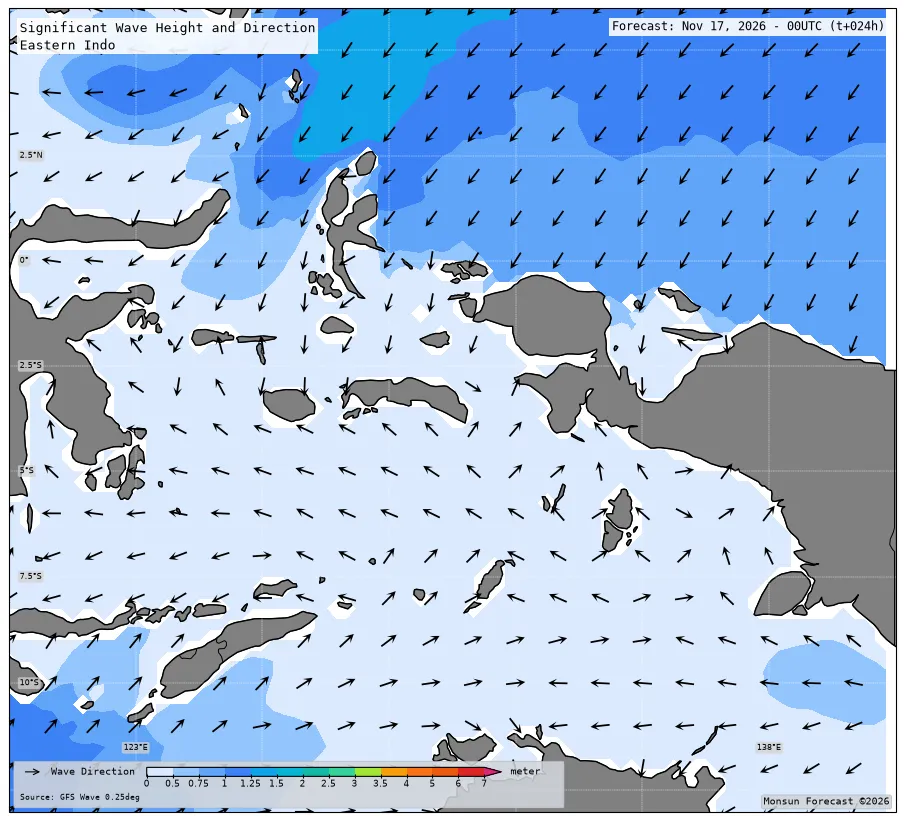 Significant Wave Height and Direction
Eastern Indo
Forecast: Nov 17, 2026 - 00UTC (t+024h)
2.5°N
0°
2.5°S
5°S
7.5°S
10°S
123°E
138°E
Wave Direction
meter
0 0.5 0.75 1 1.25 1.5 2 2.5 3 3.5 4 5 6 7
Source: GFS Wave 0.25deg
Monsun Forecast ©2026